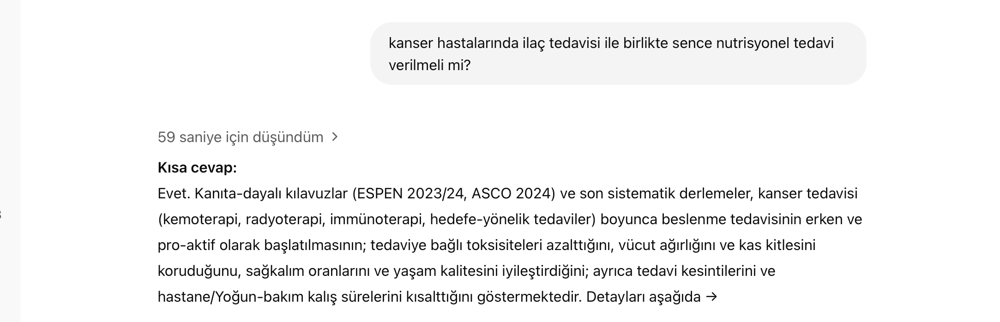 kanser hastalarında ilaç tedavisi ile birlikte sence nutrisyonel tedavi
verilmeli mi?
59 saniye için düşündüm >
Kısa cevap:
Evet. Kanıta-dayalı kılavuzlar (ESPEN 2023/24, ASCO 2024) ve son sistematik derlemeler, kanser tedavisi
(kemoterapi, radyoterapi, immünoterapi, hedefe-yönelik tedaviler) boyunca beslenme tedavisinin erken ve
pro-aktif olarak başlatılmasının; tedaviye bağlı toksisiteleri azalttığını, vücut ağırlığını ve kas kitlesini
koruduğunu, sağkalım oranlarını ve yaşam kalitesini iyileştirdiğini; ayrıca tedavi kesintilerini ve
hastane/Yoğun-bakım kalış sürelerini kısalttığını göstermektedir. Detayları aşağıda →